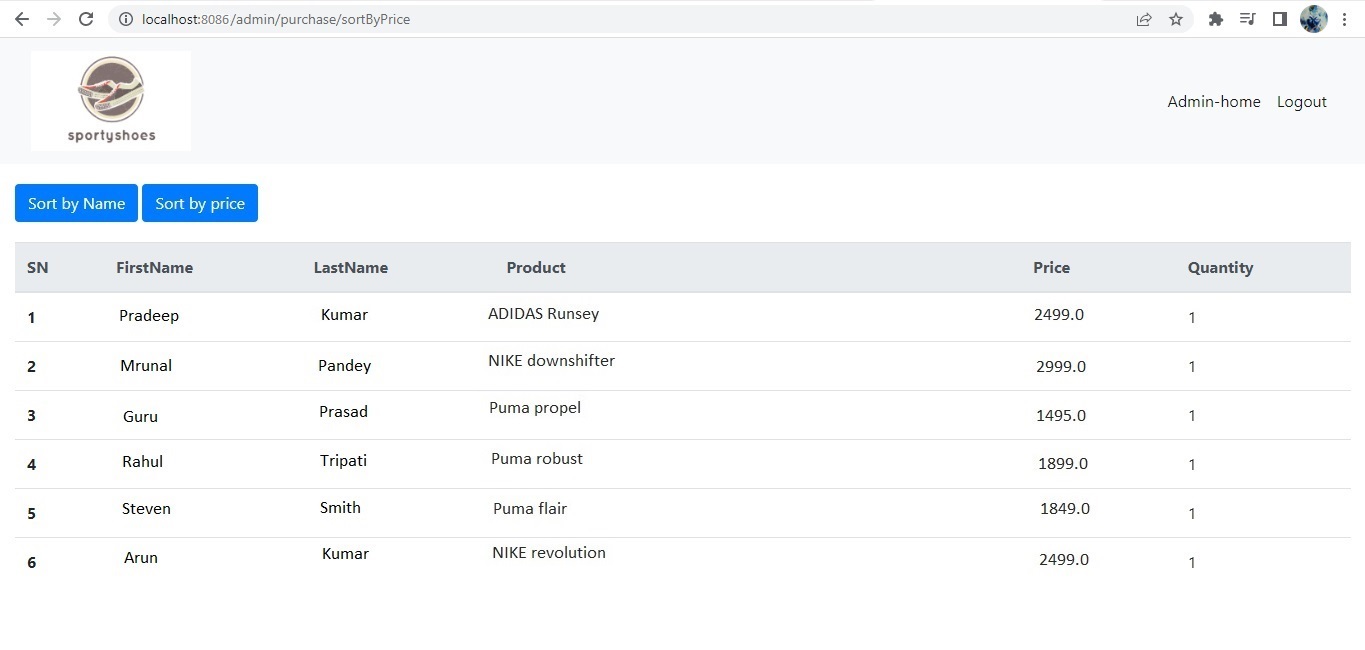 localhost:8086/admin/purchase/sortByPrice
sportyshoes
Admin-home Logout
Sort by Name Sort by price
SN FirstName LastName Product Price Quantity
1 Pradeep Kumar ADIDAS Runsey 2499.0 1
2 Mrunal Pandey NIKE downshifter 2999.0 1
3 Guru Prasad Puma propel 1495.0 1
4 Rahul Tripati Puma robust 1899.0 1
5 Steven Smith Puma flair 1849.0 1
6 Arun Kumar NIKE revolution 2499.0 1